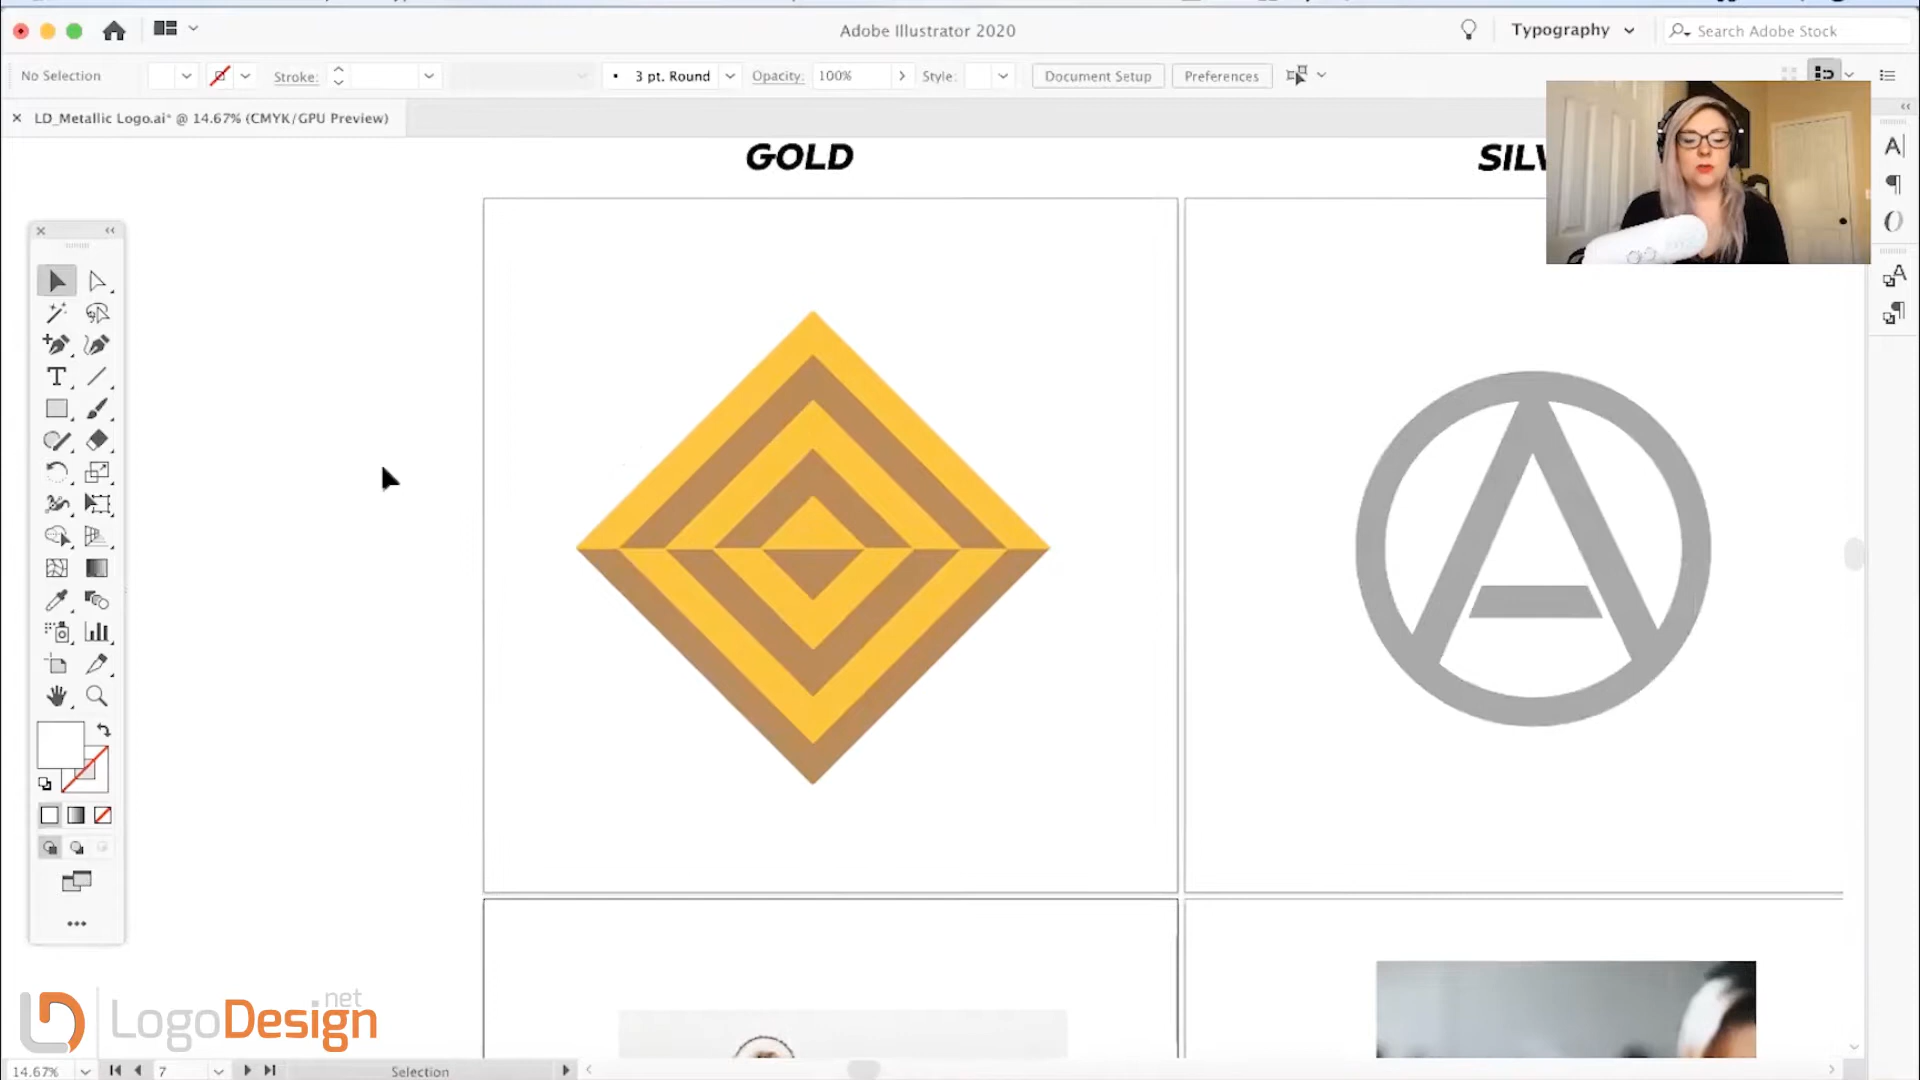 Adobe Illustrator 2020
Typography
Search Adobe Stock
No Selection
Stroke:
3 pt. Round
Opacity:
100%
Style:
Document Setup
Preferences
LD_Metallic Logo.ai* @ 14.67% (CMYK/GPU Preview)
GOLD
SILV
A
LD LogoDesign.net
14.67%
7
Selection